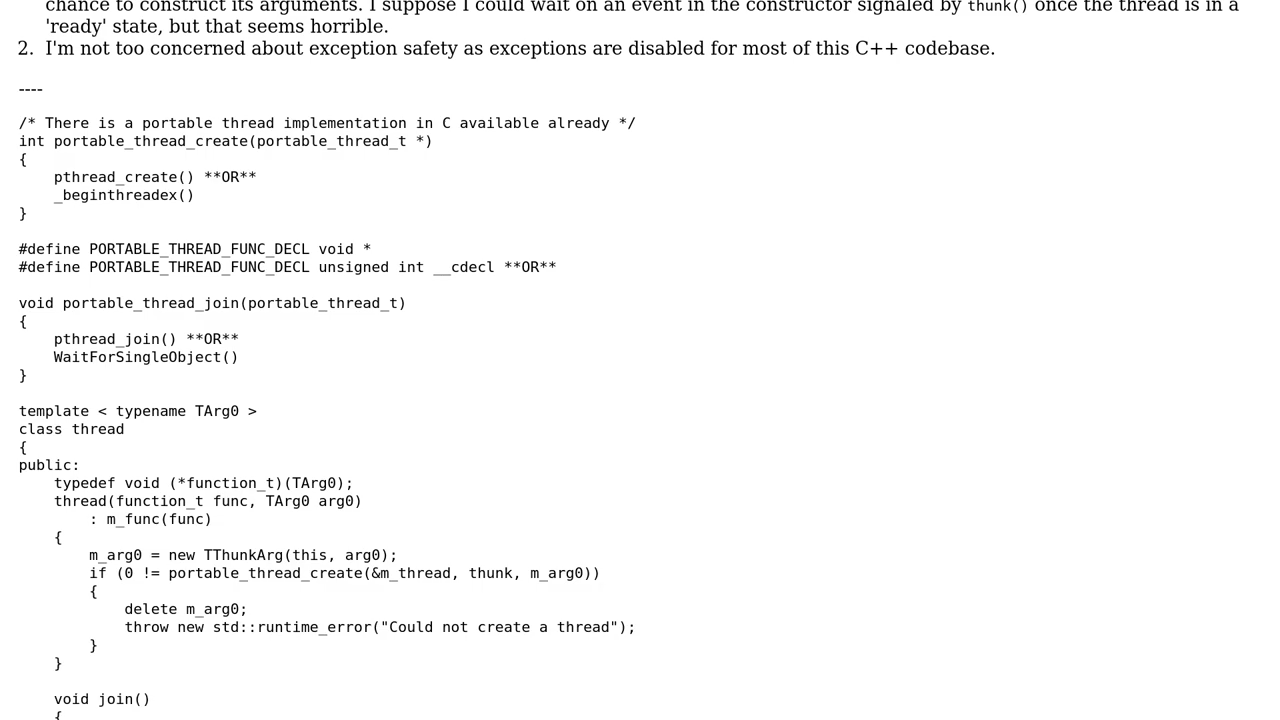 chance to construct its arguments. I suppose I could wait on an event in the constructor signaled by thunk() once the thread is in a
'ready' state, but that seems horrible.
2. I'm not too concerned about exception safety as exceptions are disabled for most of this C++ codebase.
----
/* There is a portable thread implementation in C available already */
int portable_thread_create(portable_thread_t *)
{
    pthread_create() **OR**
    _beginthreadex()
}
#define PORTABLE_THREAD_FUNC_DECL void *
#define PORTABLE_THREAD_FUNC_DECL unsigned int __cdecl **OR**
void portable_thread_join(portable_thread_t)
{
    pthread_join() **OR**
    WaitForSingleObject()
}
template < typename TArg0 >
class thread
{
public:
    typedef void (*function_t)(TArg0);
    thread(function_t func, TArg0 arg0)
        : m_func(func)
    {
        m_arg0 = new TThunkArg(this, arg0);
        if (0 != portable_thread_create(&m_thread, thunk, m_arg0))
        {
            delete m_arg0;
            throw new std::runtime_error("Could not create a thread");
        }
    }
    void join()
    {